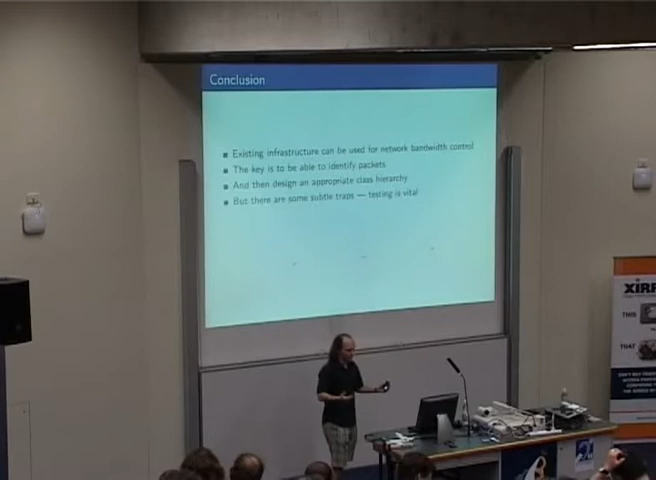 Conclusion
Existing infrastructure can be used for network bandwidth control
The key is to be able to identify packets
And then design an appropriate class hierarchy
But there are some subtle traps — testing is vital
XIRR
THIS
THAT